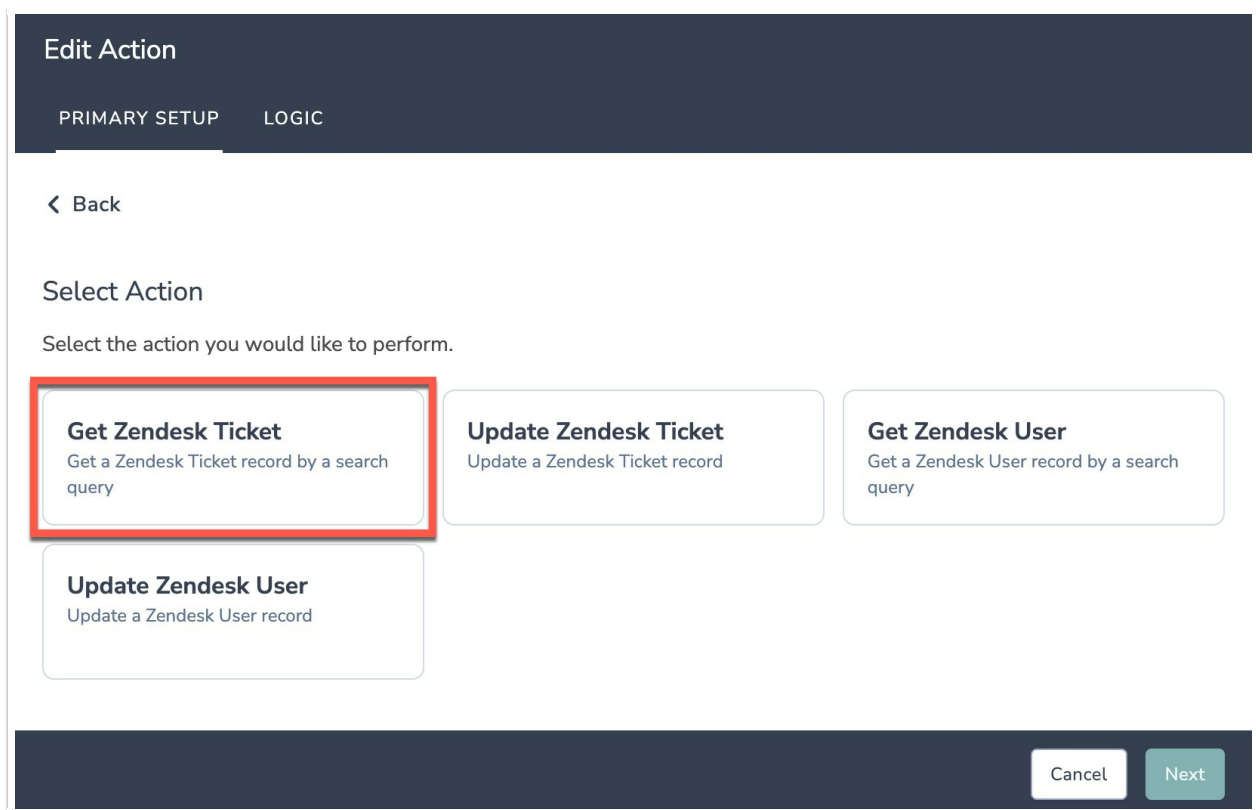 Edit Action
PRIMARY SETUP LOGIC
Back
Select Action
Select the action you would like to perform.
Get Zendesk Ticket
Get a Zendesk Ticket record by a search
query
Update Zendesk Ticket
Update a Zendesk Ticket record
Get Zendesk User
Get a Zendesk User record by a search
query
Update Zendesk User
Update a Zendesk User record
Cancel Next